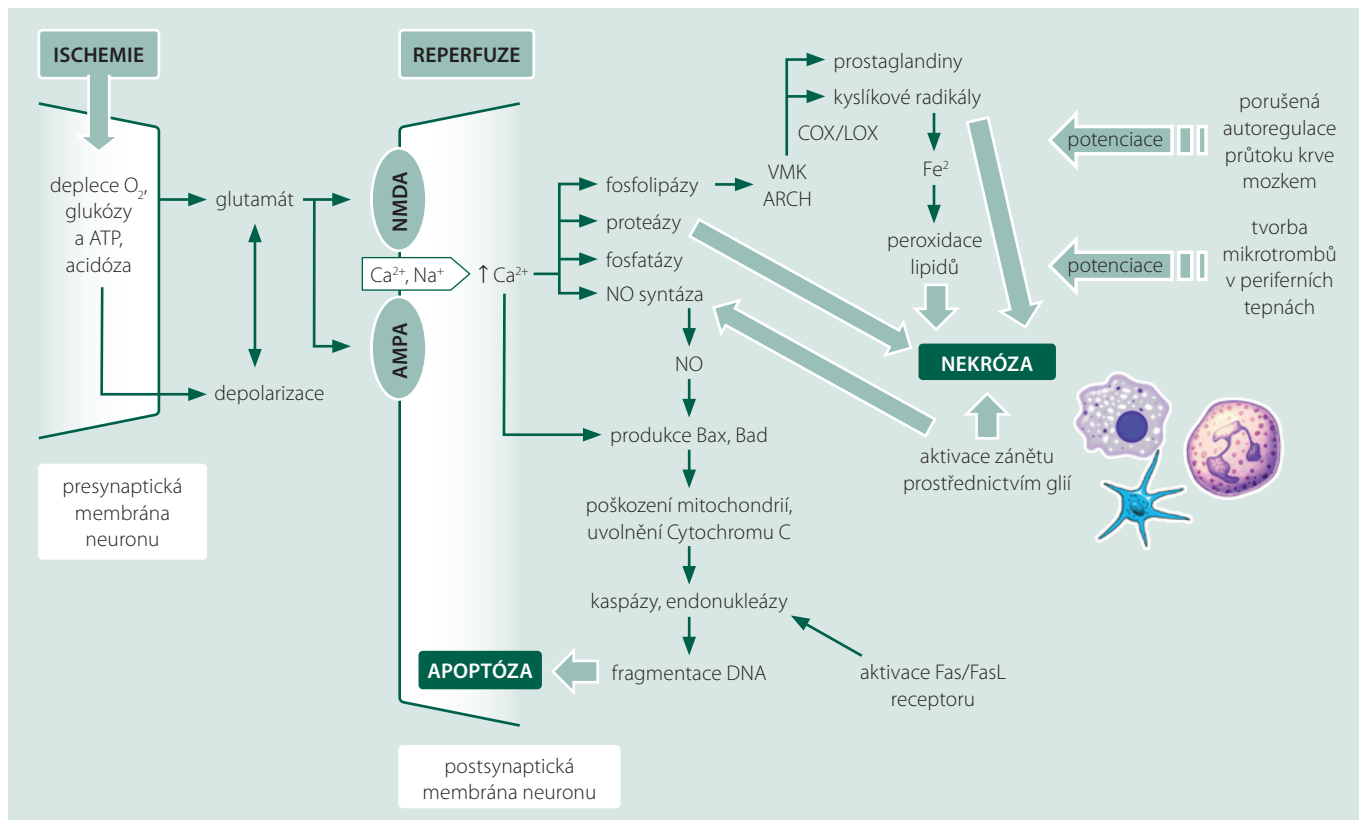 ISCHEMIE
deplece O2,
glukózy
a ATP,
acidóza
glutamát
depolarizace
presynaptická
membrána
neuronu
REPERFUZE
NMDA
Ca2+, Na+
AMPA
↑ Ca2+
fosfolipázy
proteázy
fosfatázy
NO syntáza
VMK
ARCH
COX/LOX
prostaglandiny
kyslíkové radikály
Fe2
peroxidace
lipidů
NEKRÓZA
potenciace
porušená
autoregulace
průtoku krve
mozkem
potenciace
tvorba
mikrotrombů
v periferních
tepnách
aktivace zánětu
prostřednictvím glií
NO
produkce Bax, Bad
poškození mitochondrií,
uvolnění Cytochromu C
kaspázy, endonukleázy
fragmentace DNA
APOPTÓZA
aktivace Fas/FasL
receptoru
postsynaptická
membrána neuronu